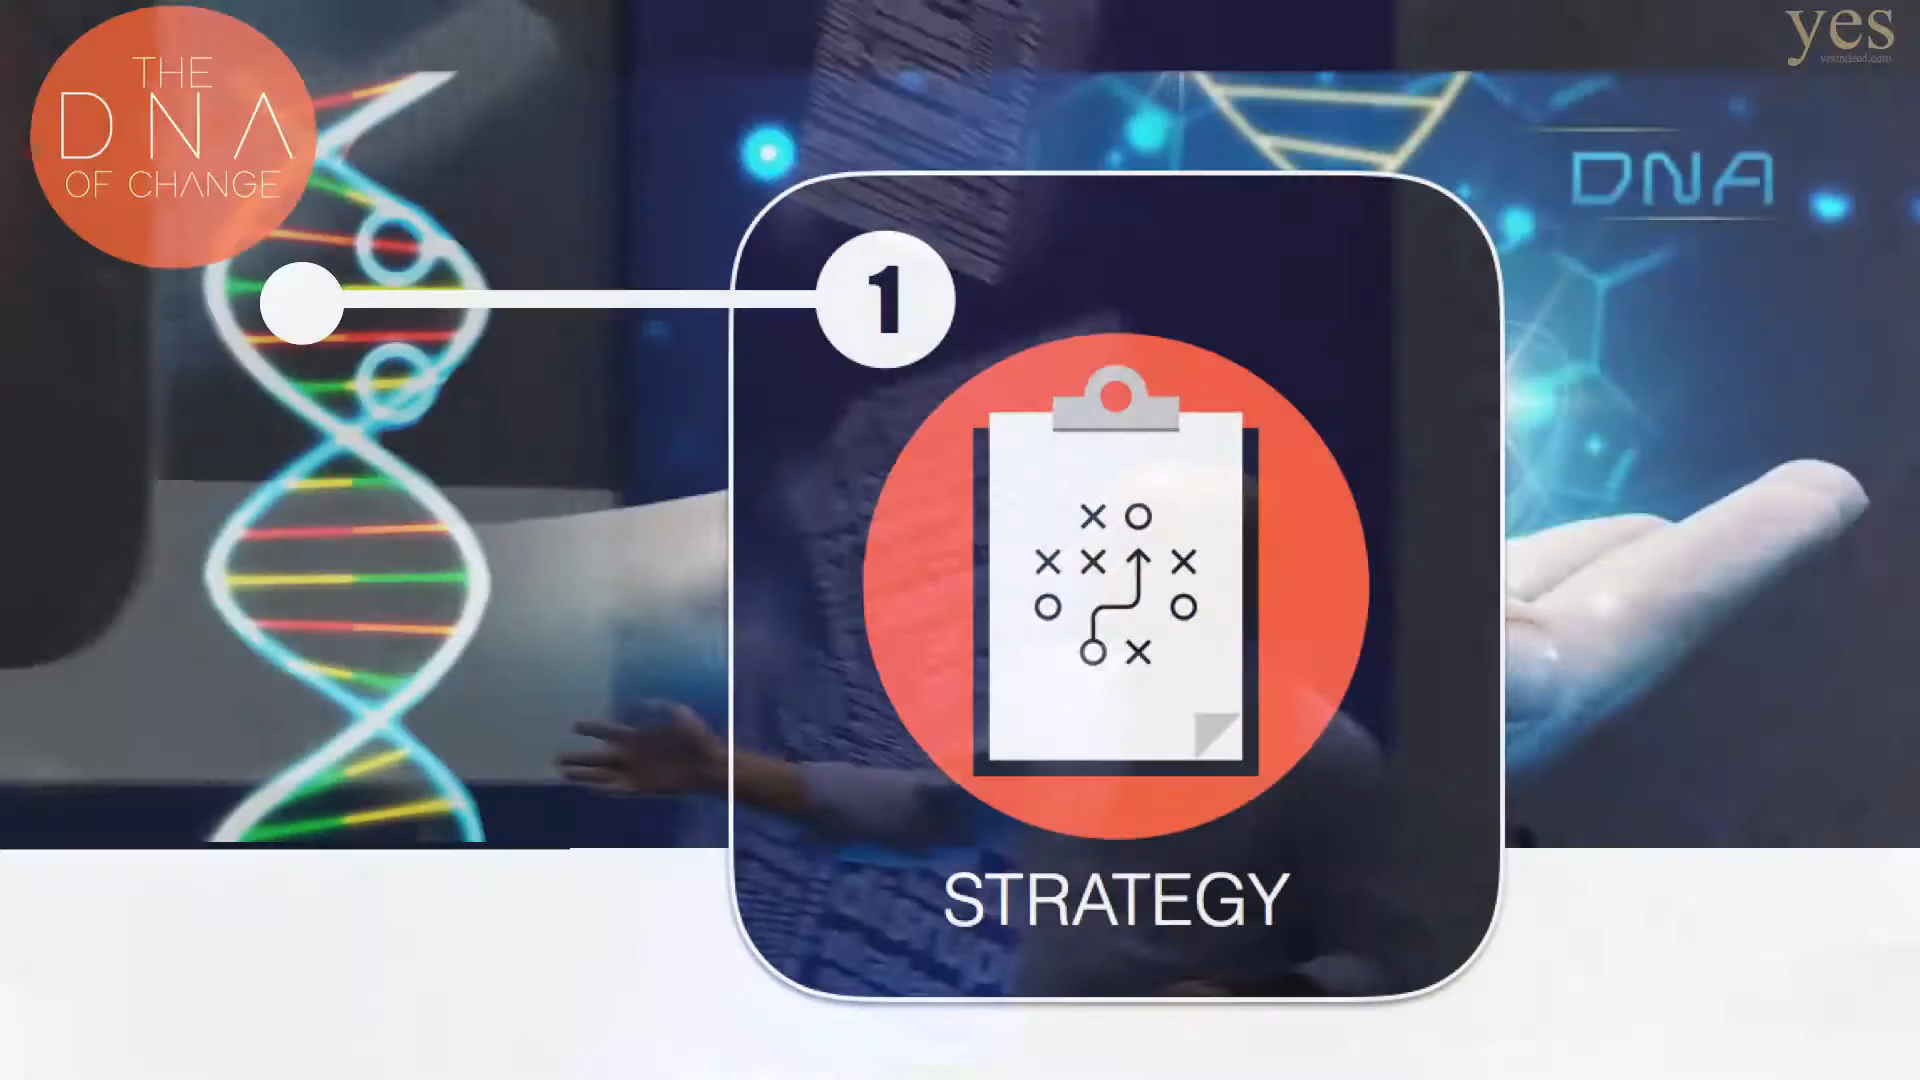 THE
DNA
OF CHANGE
yes
DNA
1
STRATEGY